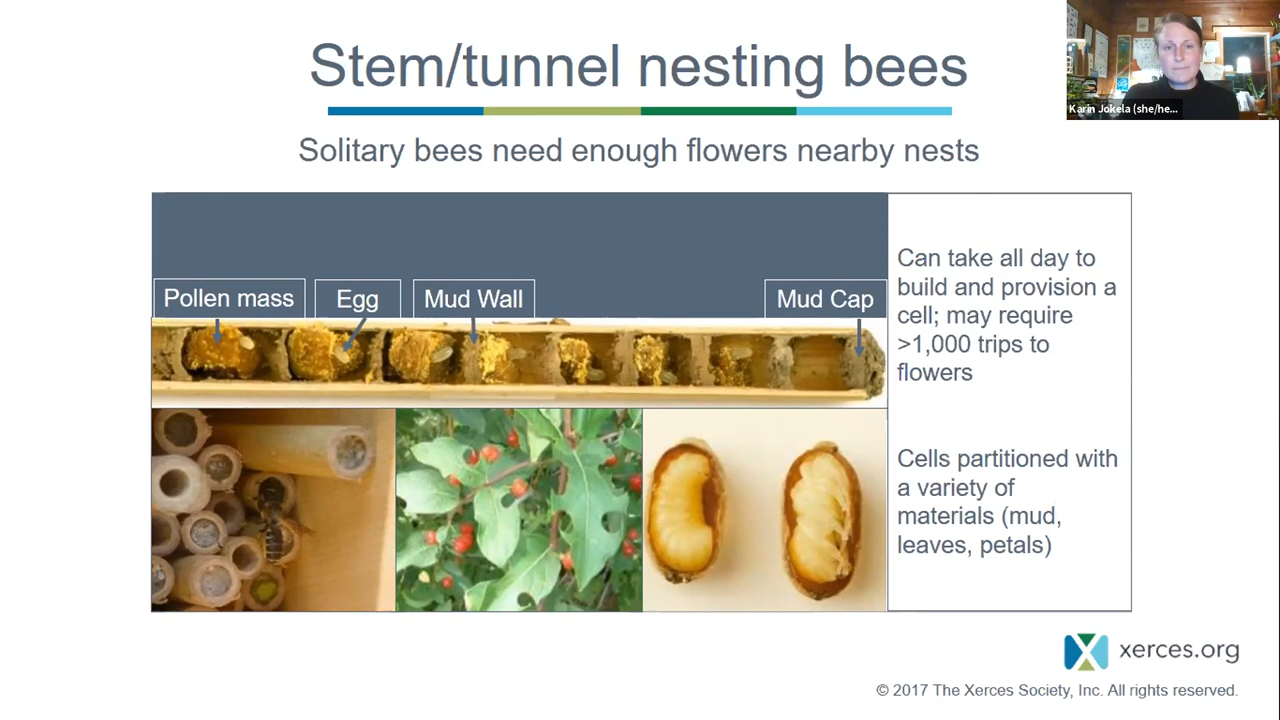 Stem/tunnel nesting bees
Karin Jokela (she/he...
Solitary bees need enough flowers nearby nests
Pollen mass
Egg
Mud Wall
Mud Cap
Can take all day to
build and provision a
cell; may require
>1,000 trips to
flowers
Cells partitioned with
a variety of
materials (mud,
leaves, petals)
xerces.org
© 2017 The Xerces Society, Inc. All rights reserved.